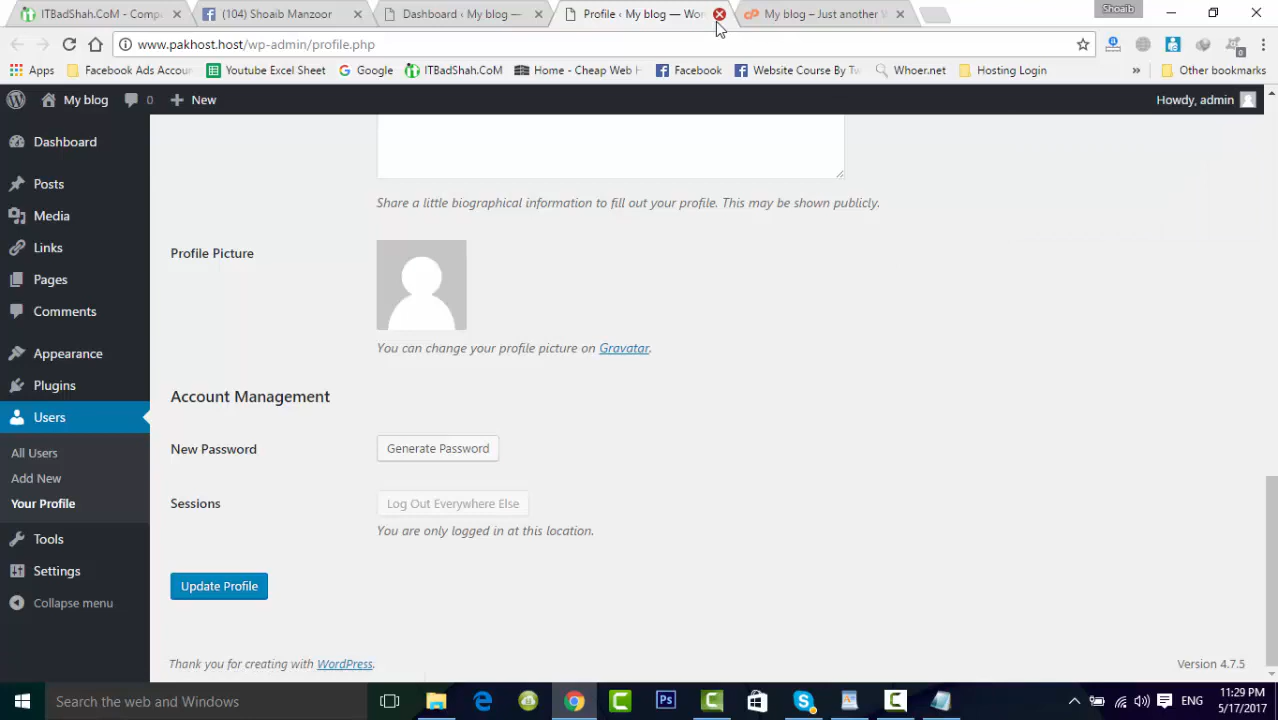 ITBadShah.CoM - Compu
(104) Shoaib Manzoor
Dashboard ‹ My blog —
Profile ‹ My blog — Wor
My blog – Just another W
Shoaib
www.pakhost.host/wp-admin/profile.php
Apps
Facebook Ads Accoun
Youtube Excel Sheet
Google
ITBadShah.CoM
Home - Cheap Web H
Facebook
Website Course By Tw
Whoer.net
Hosting Login
»
Other bookmarks
My blog
0
New
Howdy, admin
Dashboard
Posts
Media
Links
Pages
Comments
Appearance
Plugins
Users
All Users
Add New
Your Profile
Tools
Settings
Collapse menu
Share a little biographical information to fill out your profile. This may be shown publicly.
Profile Picture
You can change your profile picture on Gravatar.
Account Management
New Password
Generate Password
Sessions
Log Out Everywhere Else
You are only logged in at this location.
Update Profile
Thank you for creating with WordPress.
Version 4.7.5
Search the web and Windows
ENG
11:29 PM
5/17/2017